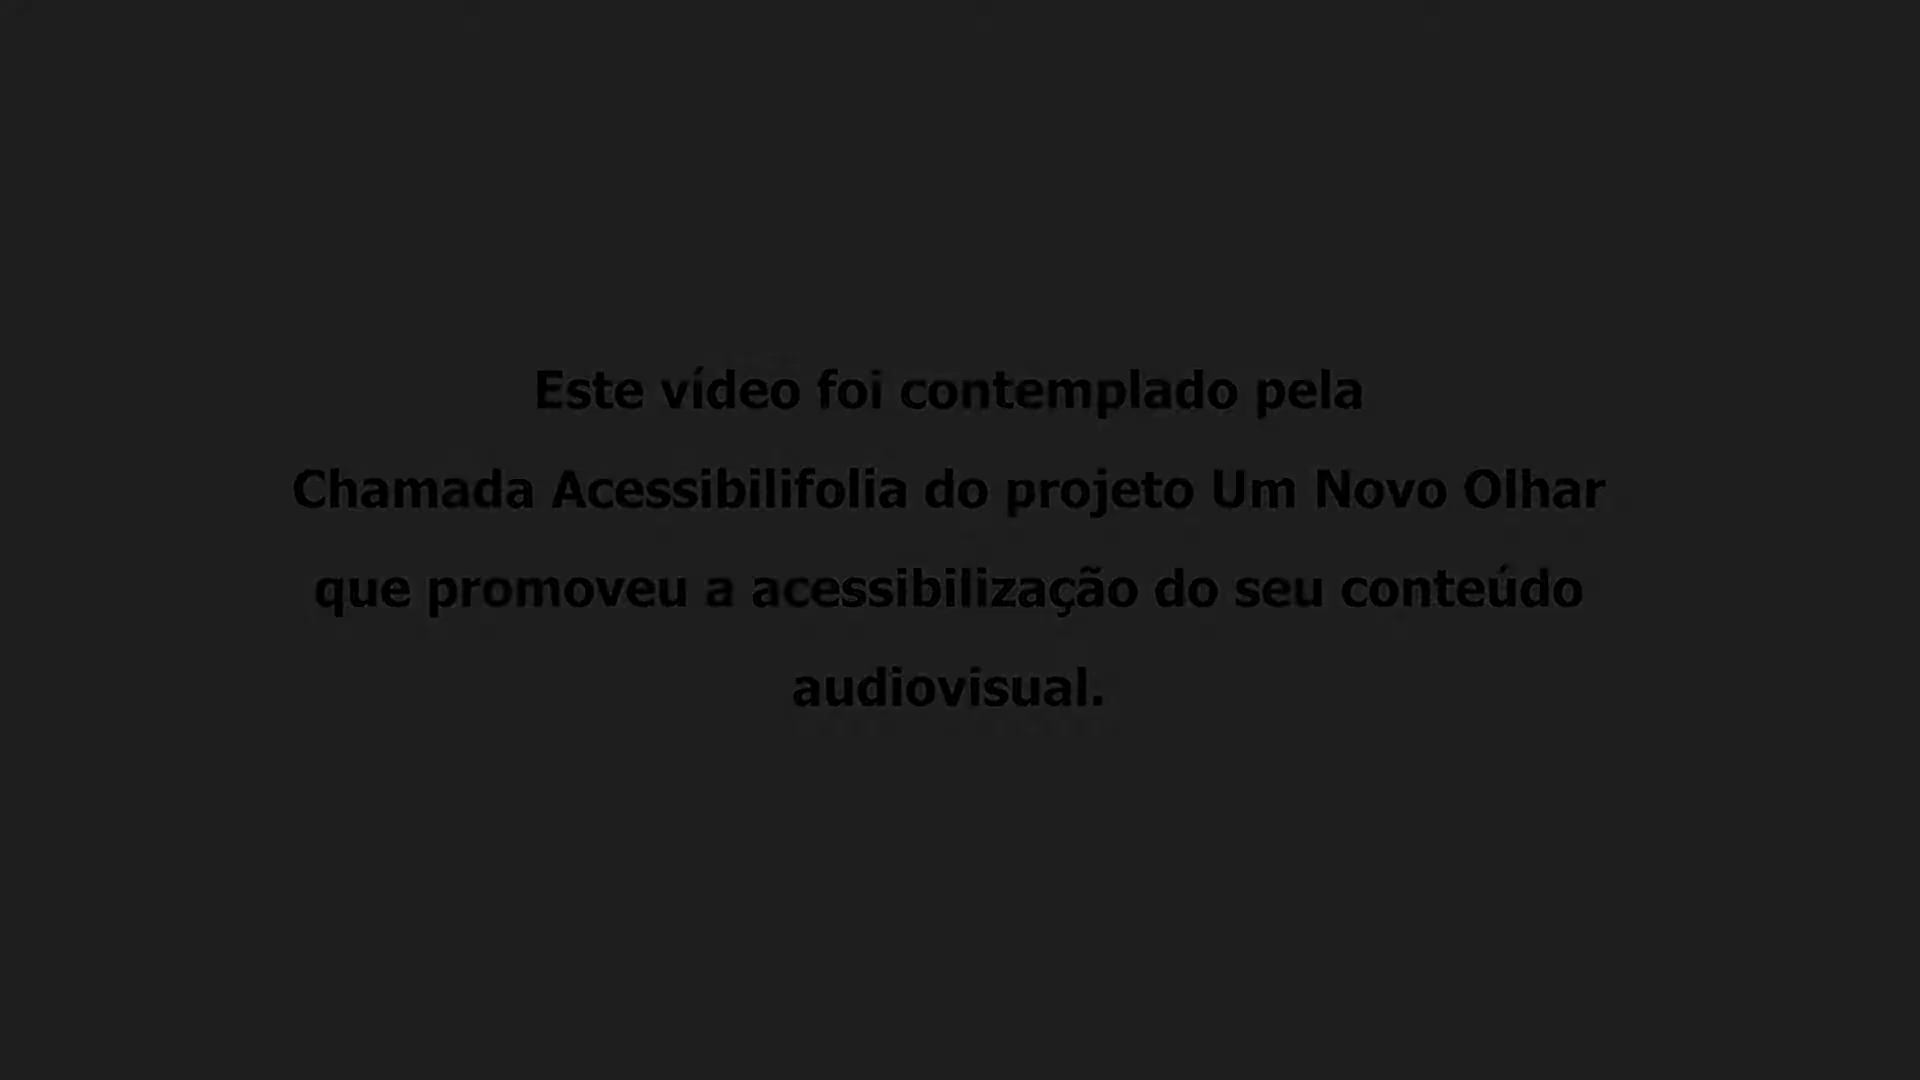 Este vídeo foi contemplado pela
Chamada Acessibilifolia do projeto Um Novo Olhar
que promoveu a acessibilização do seu conteúdo
audiovisual.